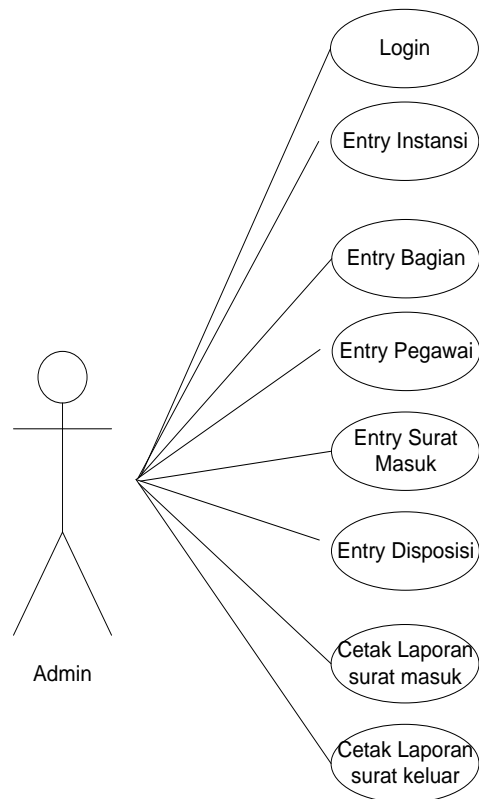 Login
Entry Instansi
Entry Bagian
Entry Pegawai
Entry Surat
Masuk
Entry Disposisi
Admin
Cetak Laporan
surat masuk
Cetak Laporan
surat keluar